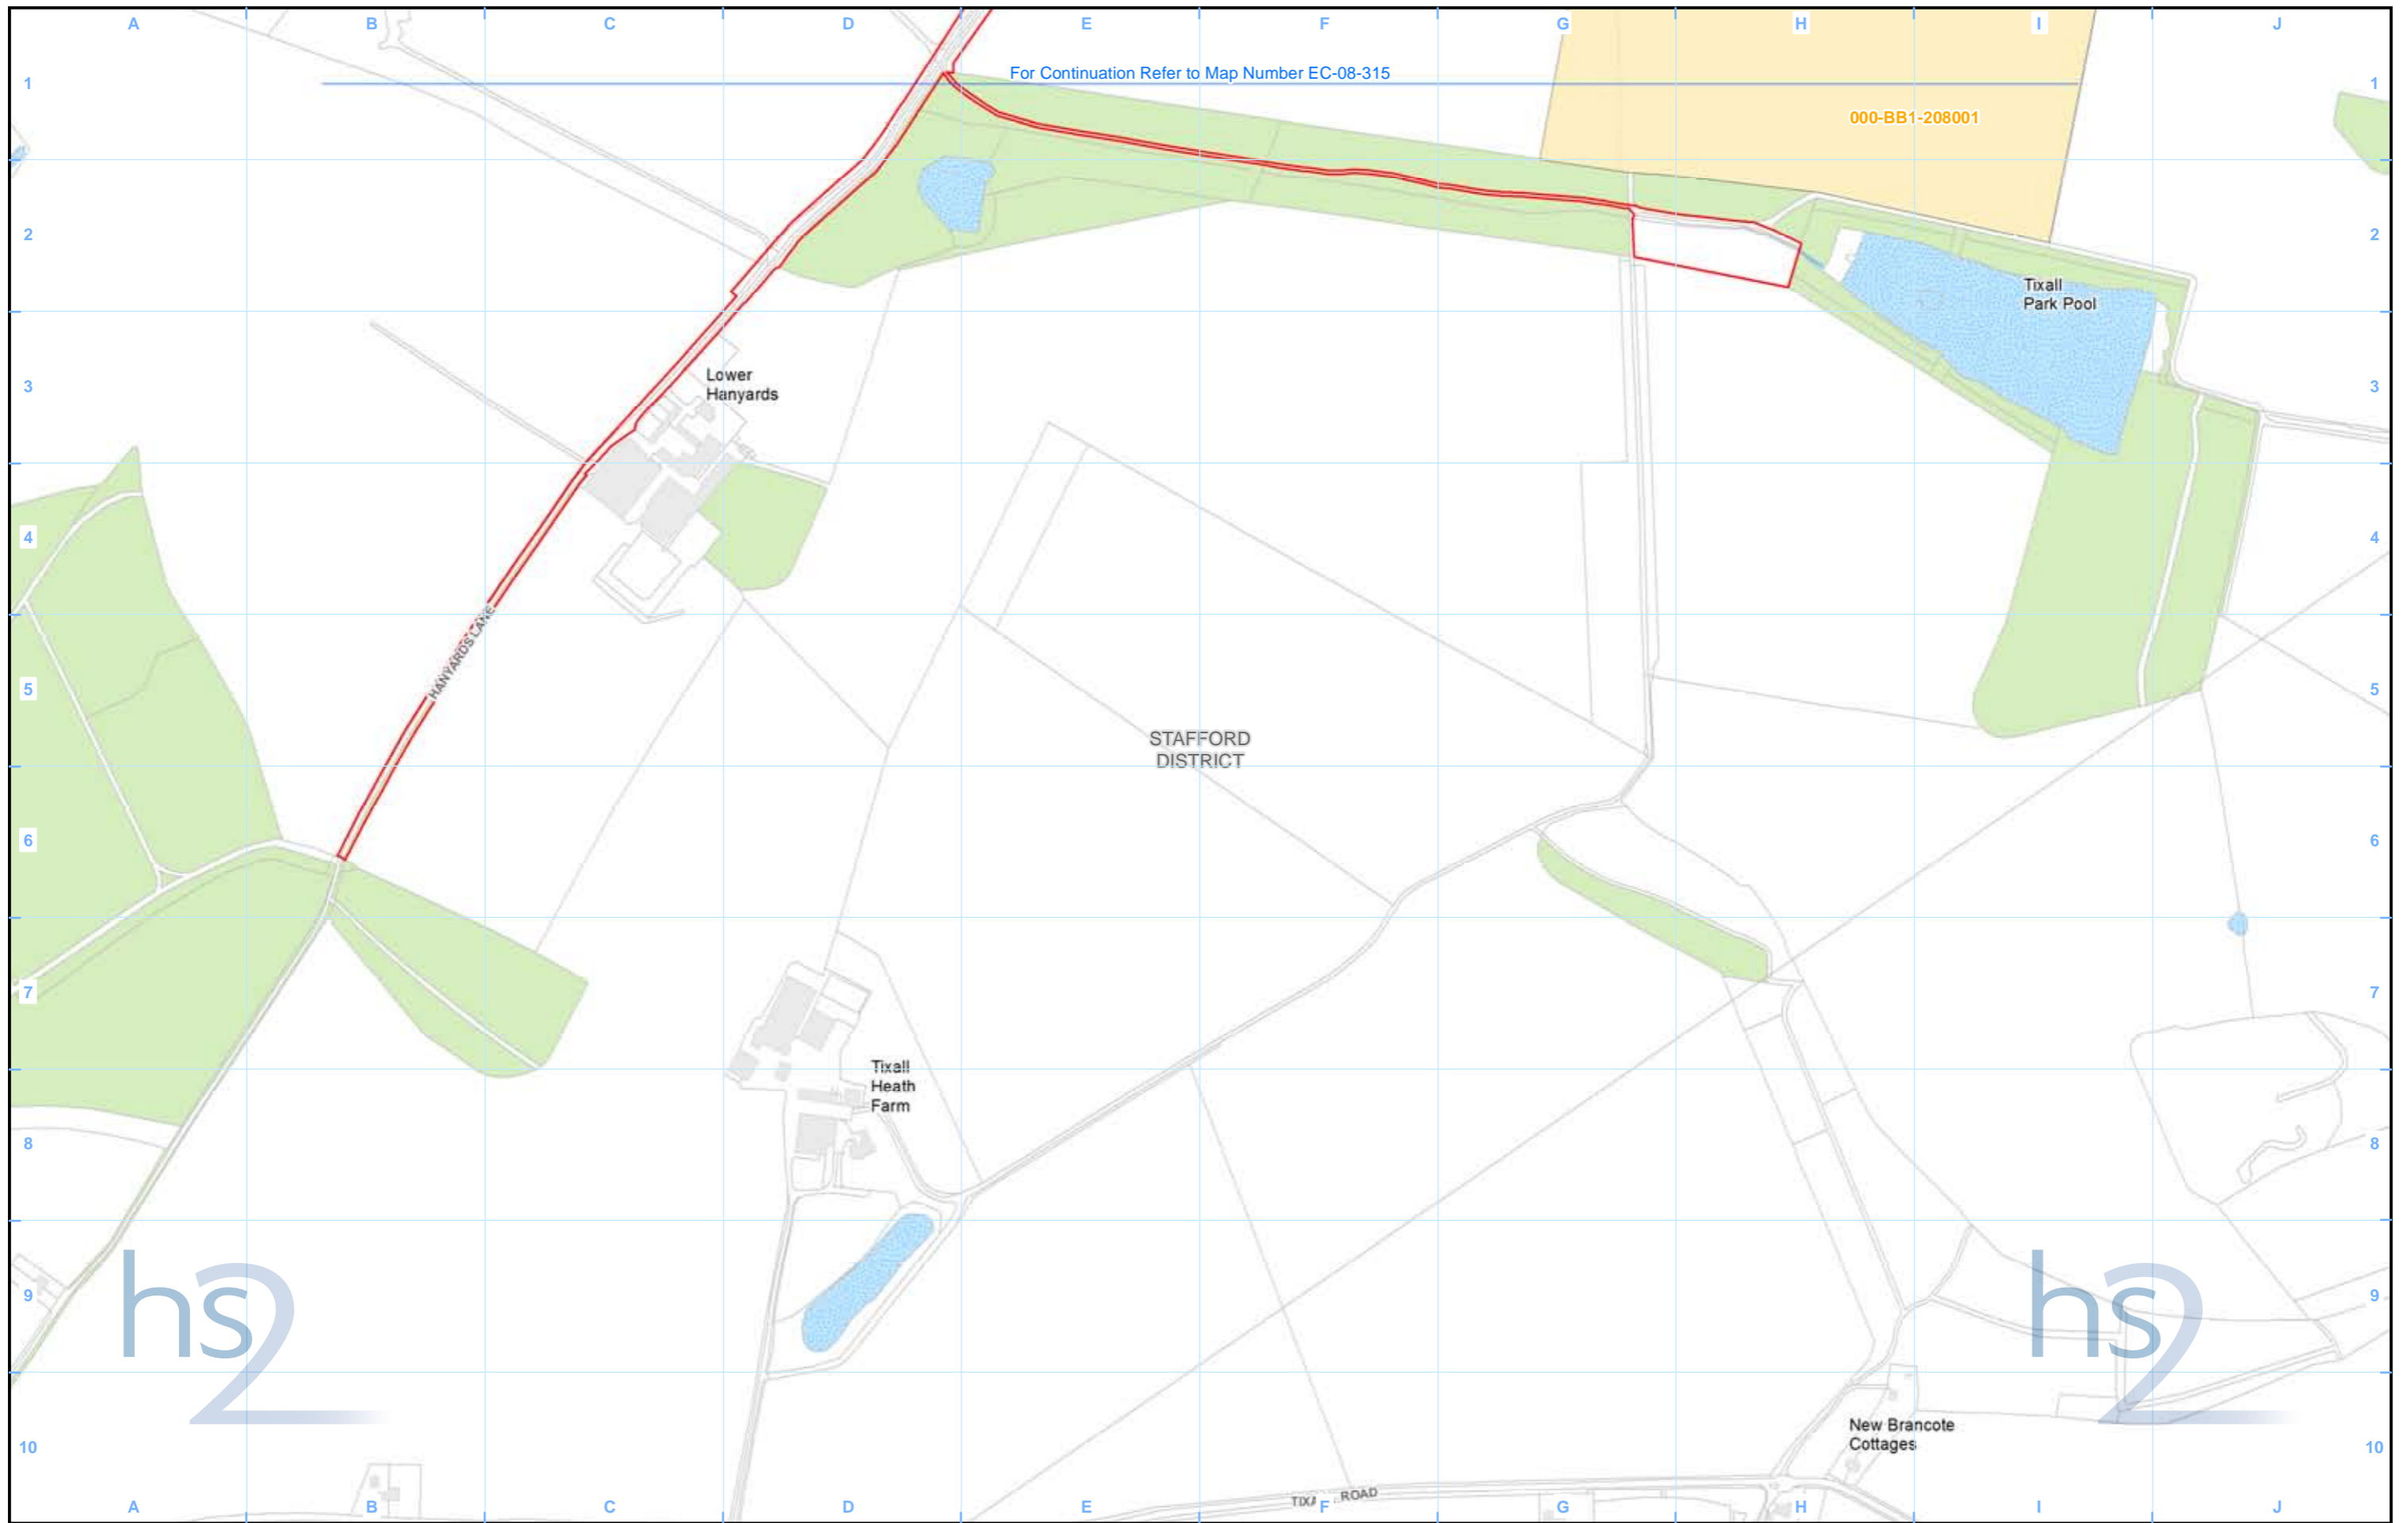 A B C D E F G H I J
For Continuation Refer to Map Number EC-08-315
1 1
000-BB1-208001
2 2
Tixall
Park Pool
Lower
Hanyards
3 3
4 4
HANYARDS LANE
5 5
STAFFORD
DISTRICT
6 6
7 7
Tixall
Heath
Farm
8 8
hs2 hs2
9 9
New Brancote
Cottages
10 10
ROAD
A B C D E F G H I J